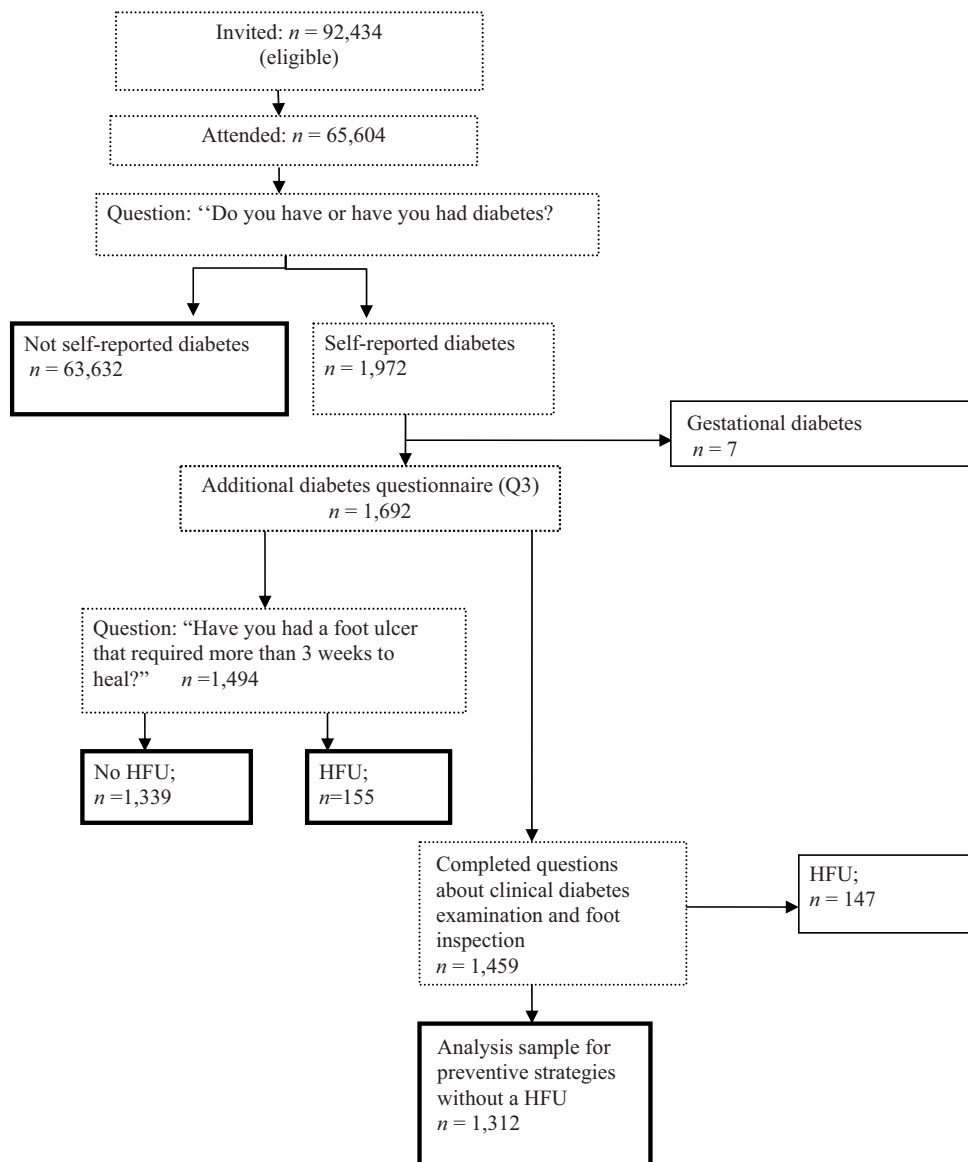 Invited: n = 92,434
(eligible)
Attended: n = 65,604
Question: ‘‘Do you have or have you had diabetes?
Not self-reported diabetes
n = 63,632
Self-reported diabetes
n = 1,972
Gestational diabetes
n = 7
Additional diabetes questionnaire (Q3)
n = 1,692
Question: “Have you had a foot ulcer
that required more than 3 weeks to
heal?” n =1,494
No HFU;
n =1,339
HFU;
n=155
Completed questions
about clinical diabetes
examination and foot
inspection
n = 1,459
HFU;
n = 147
Analysis sample for
preventive strategies
without a HFU
n = 1,312